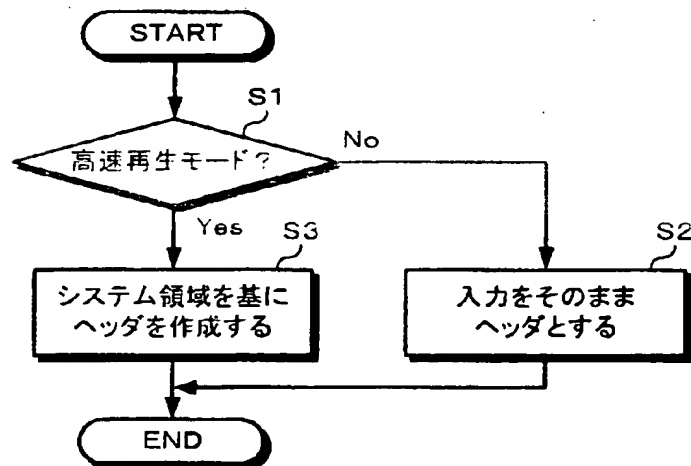 START
S1
高速再生モード?
No
Yes
S3
S2
システム領域を基に
ヘッダを作成する
入力をそのまま
ヘッダとする
END